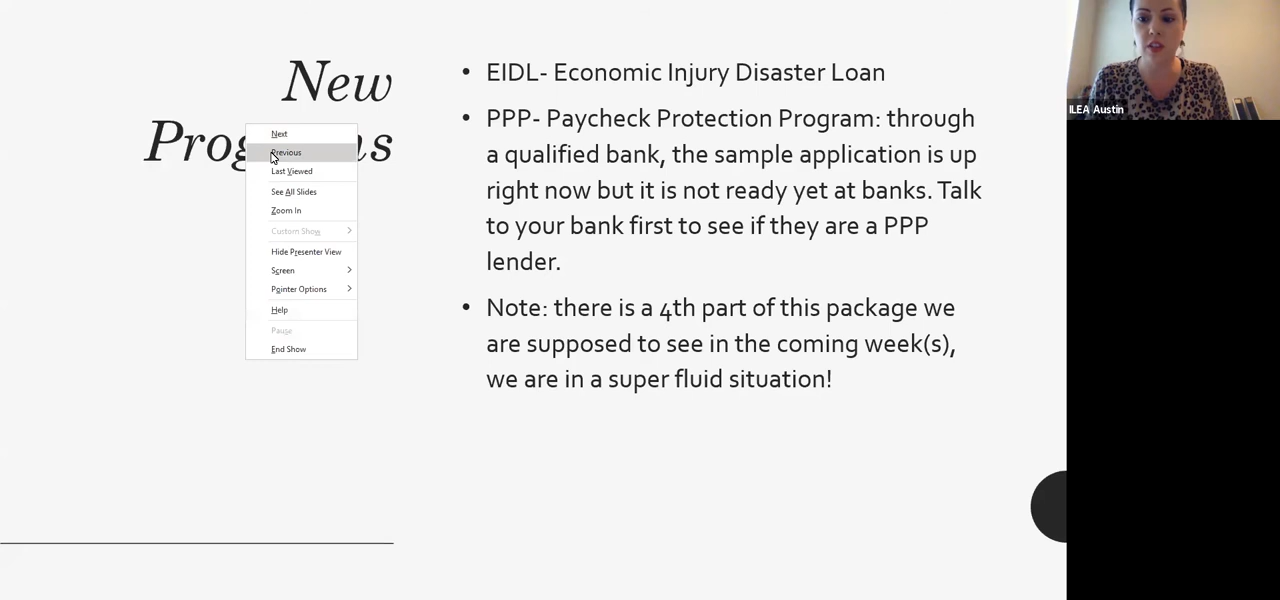 New
Prog
ns
Next
Previous
Last Viewed
See All Slides
Zoom In
Custom Show
Hide Presenter View
Screen
Pointer Options
Help
Pause
End Show
• EIDL- Economic Injury Disaster Loan
• PPP- Paycheck Protection Program: through
a qualified bank, the sample application is up
right now but it is not ready yet at banks. Talk
to your bank first to see if they are a PPP
lender.
• Note: there is a 4th part of this package we
are supposed to see in the coming week(s),
we are in a super fluid situation!
ILEA Austin